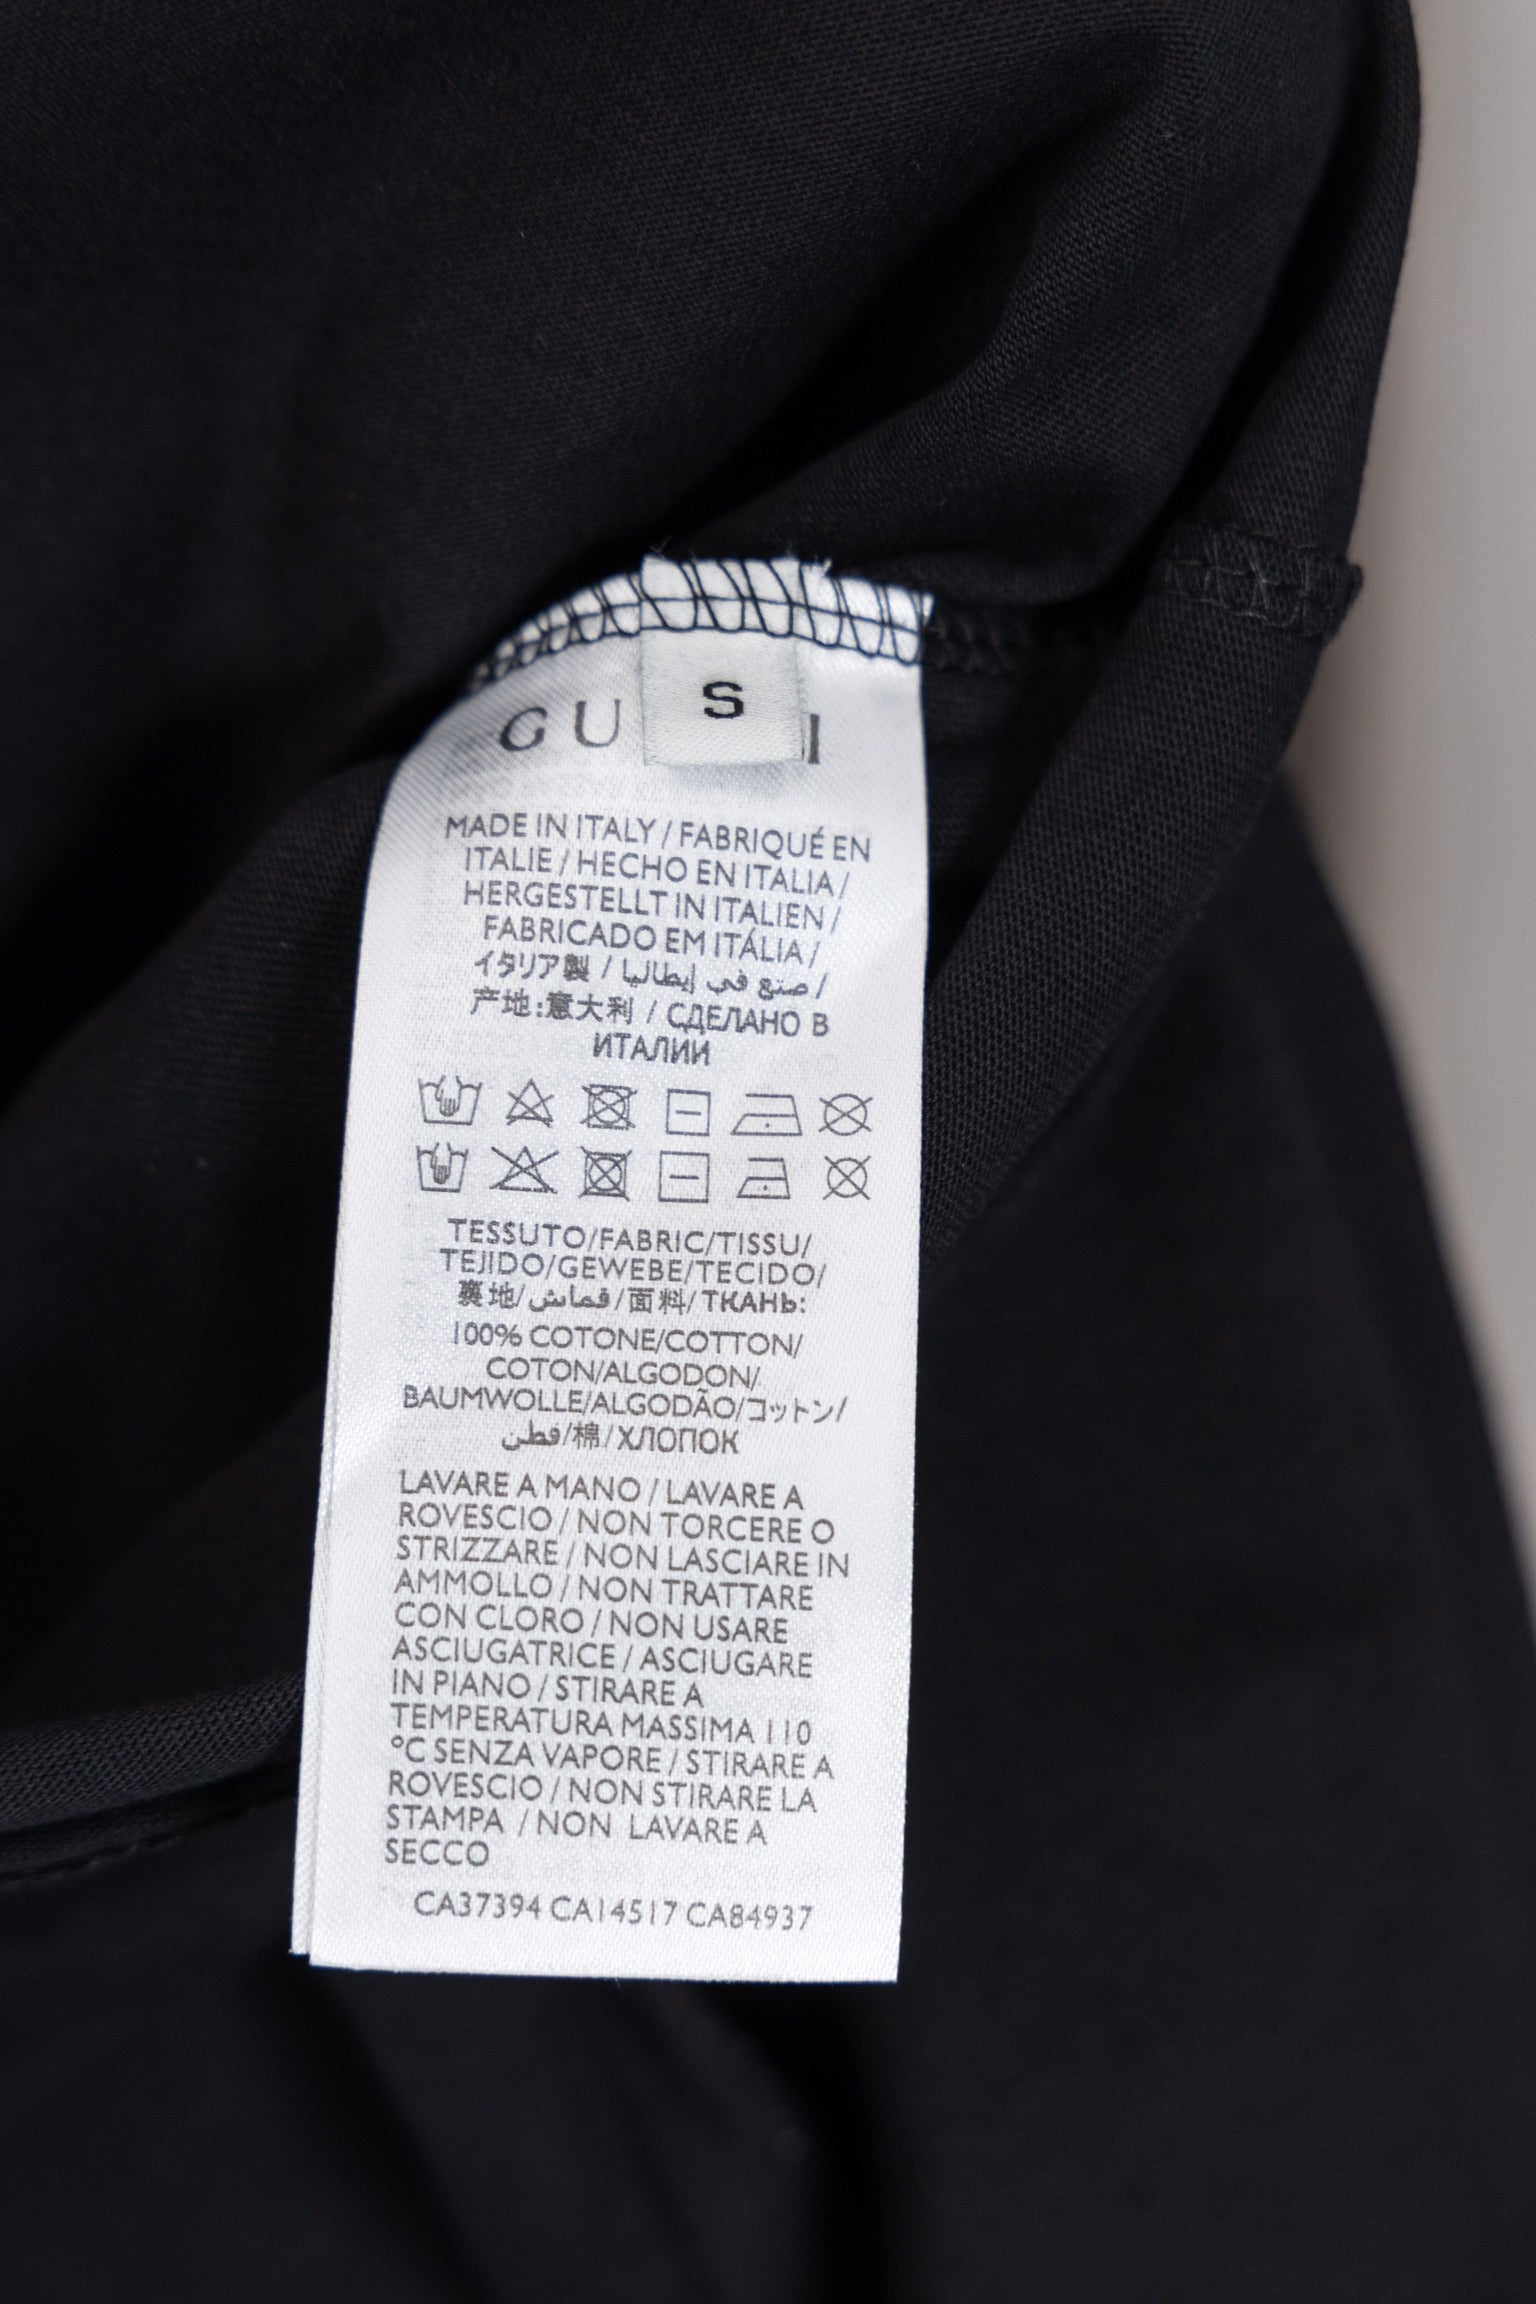 S
GU I
MADE IN ITALY / FABRIQUÉ EN
ITALIE / HECHO EN ITALIA /
HERGESTELLT IN ITALIEN /
FABRICADO EM ITÁLIA /
イタリア製 / صنع في إيطاليا /
产地:意大利 / СДЕЛАНО В
ИТАЛИИ
TESSUTO/FABRIC/TISSU/
TEJIDO/GEWEBE/TECIDO/
裏地/قماش/面料/ТКАНЬ:
100% COTONE/COTTON/
COTON/ALGODON/
BAUMWOLLE/ALGODÃO/コットン/
قطن/棉/ХЛОПОК
LAVARE A MANO / LAVARE A
ROVESCIO / NON TORCERE O
STRIZZARE / NON LASCIARE IN
AMMOLLO / NON TRATTARE
CON CLORO / NON USARE
ASCIUGATRICE / ASCIUGARE
IN PIANO / STIRARE A
TEMPERATURA MASSIMA 110
°C SENZA VAPORE / STIRARE A
ROVESCIO / NON STIRARE LA
STAMPA / NON LAVARE A
SECCO
CA37394 CA14517 CA84937